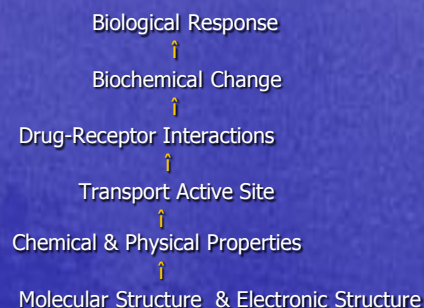 Biological Response
î
Biochemical Change
î
Drug-Receptor Interactions
î
Transport Active Site
î
Chemical & Physical Properties
î
Molecular Structure & Electronic Structure